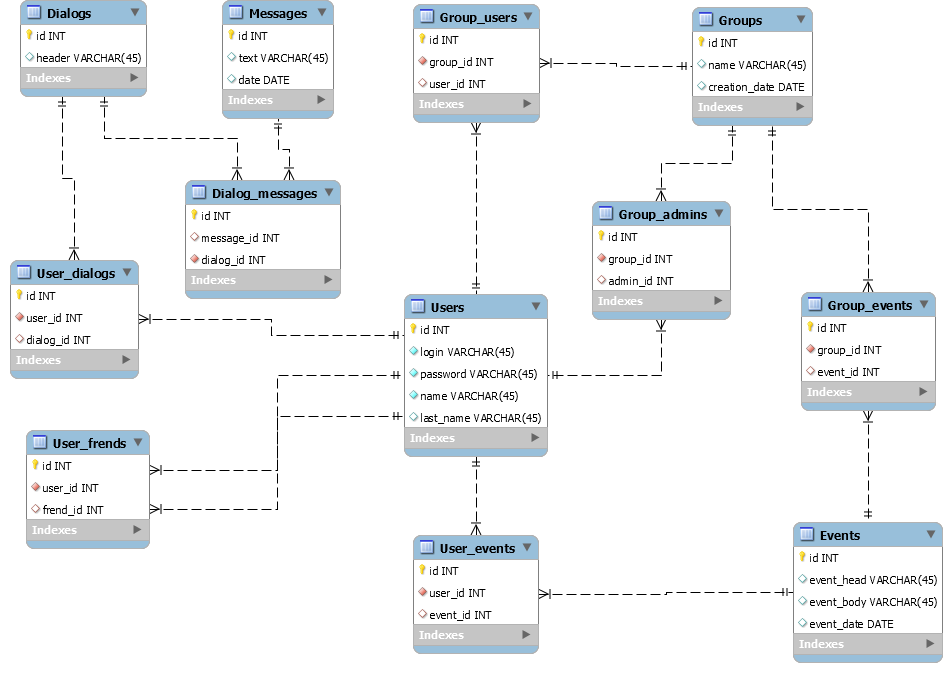 Dialogs
id INT
header VARCHAR(45)
Indexes
Messages
id INT
text VARCHAR(45)
date DATE
Indexes
Group_users
id INT
group_id INT
user_id INT
Indexes
Groups
id INT
name VARCHAR(45)
creation_date DATE
Indexes
Dialog_messages
id INT
message_id INT
dialog_id INT
Indexes
Group_admins
id INT
group_id INT
admin_id INT
Indexes
User_dialogs
id INT
user_id INT
dialog_id INT
Indexes
Users
id INT
login VARCHAR(45)
password VARCHAR(45)
name VARCHAR(45)
last_name VARCHAR(45)
Indexes
Group_events
id INT
group_id INT
event_id INT
Indexes
User_frends
id INT
user_id INT
frend_id INT
Indexes
User_events
id INT
user_id INT
event_id INT
Indexes
Events
id INT
event_head VARCHAR(45)
event_body VARCHAR(45)
event_date DATE
Indexes